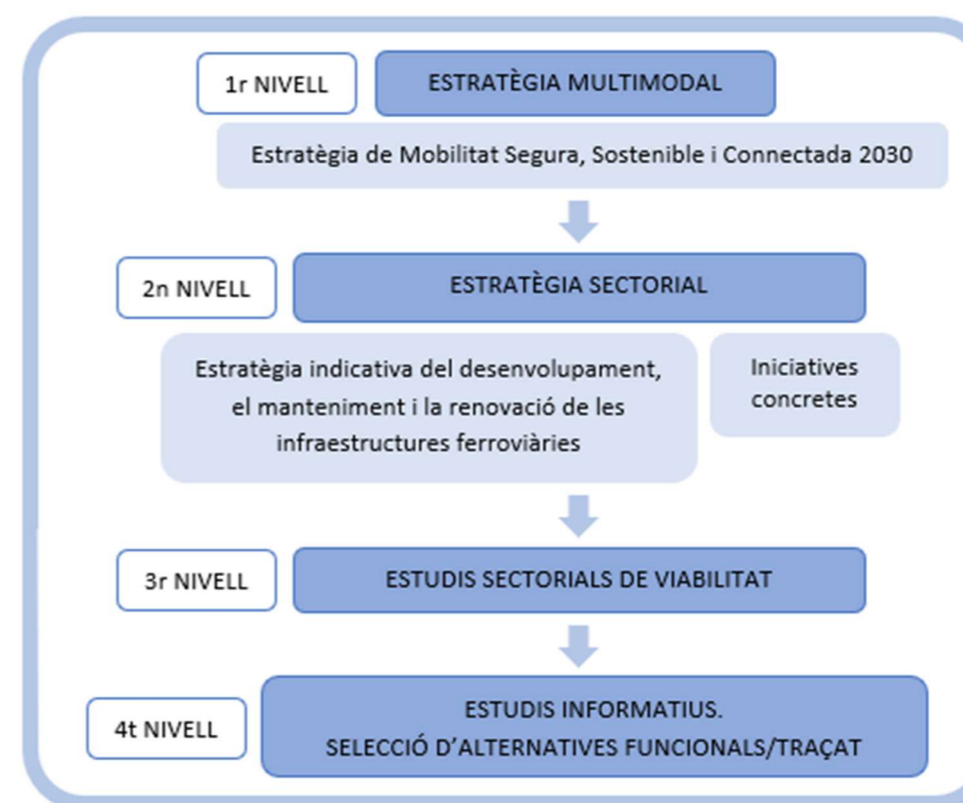 1r NIVELL
ESTRATÈGIA MULTIMODAL
Estratègia de Mobilitat Segura, Sostenible i Connectada 2030
2n NIVELL
ESTRATÈGIA SECTORIAL
Estratègia indicativa del desenvolupament,
el manteniment i la renovació de les
infraestructures ferroviàries
Iniciatives
concretes
3r NIVELL
ESTUDIS SECTORIALS DE VIABILITAT
4t NIVELL
ESTUDIS INFORMATIUS.
SELECCIÓ D’ALTERNATIVES FUNCIONALS/TRAÇAT